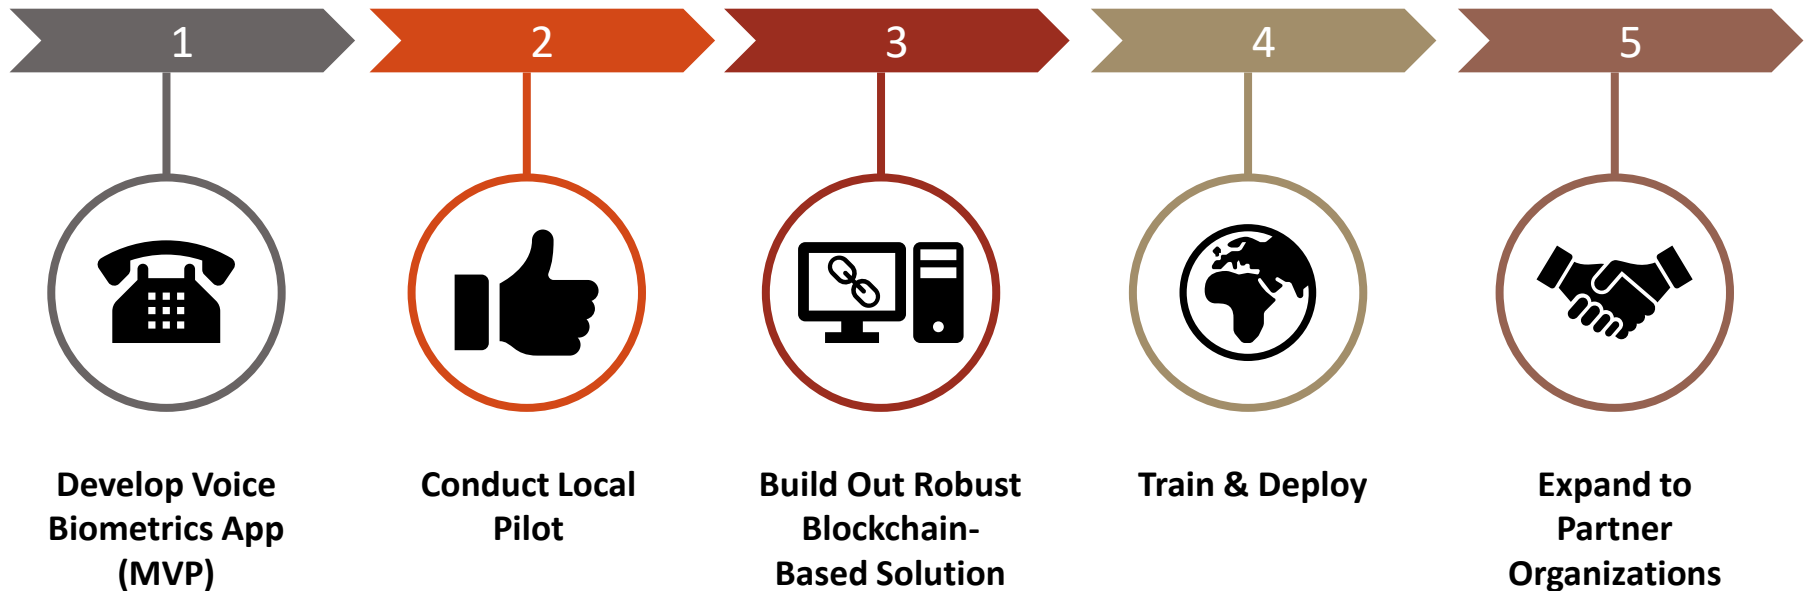 1
2
3
4
5
Develop Voice
Biometrics App
(MVP)
Conduct Local
Pilot
Build Out Robust
Blockchain-
Based Solution
Train & Deploy
Expand to
Partner
Organizations